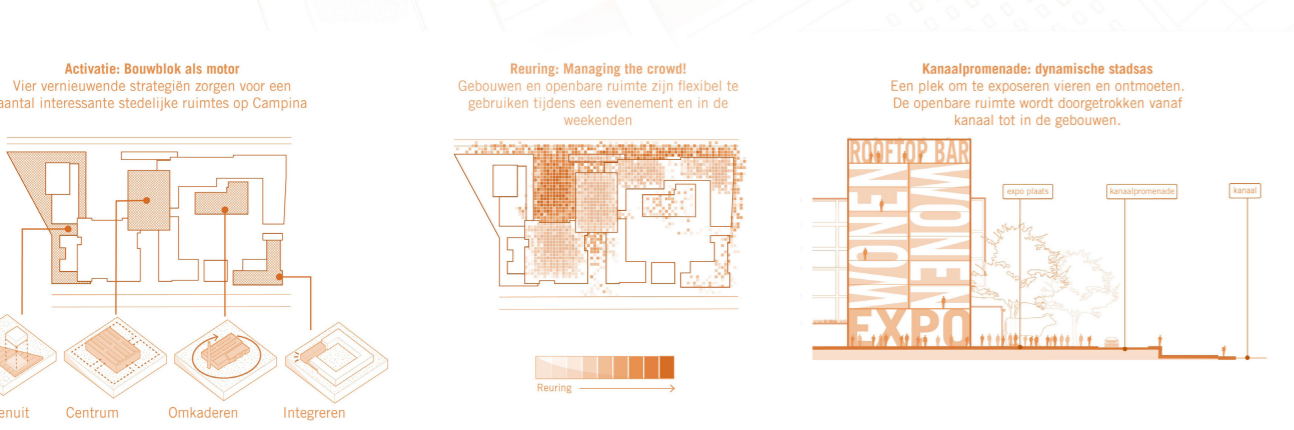 Activatie: Bouwblok als motor
Vier vernieuwende strategiën zorgen voor een
aantal interessante stedelijke ruimtes op Campina
Centrum
Omkaderen
Integreren
Reuring: Managing the crowd!
Gebouwen en openbare ruimte zijn flexibel te
gebruiken tijdens een evenement en in de
weekenden
Reuring
Kanaalpromenade: dynamische stadsas
Een plek om te exposeren vieren en ontmoeten.
De openbare ruimte wordt doorgetrokken vanaf
kanaal tot in de gebouwen.
ROOFTOP BAR
WONEN
WONEN
EXPO
expo plaats
kanaalpromenade
kanaal